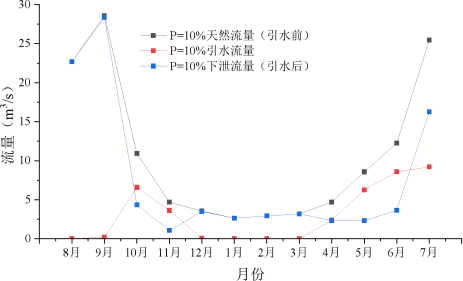 30
25
20
15
10
5
0
流量（m³/s）
P=10%天然流量（引水前）
P=10%引水流量
P=10%下泄流量（引水后）
8月 9月 10月 11月 12月 1月 2月 3月 4月 5月 6月 7月
月份